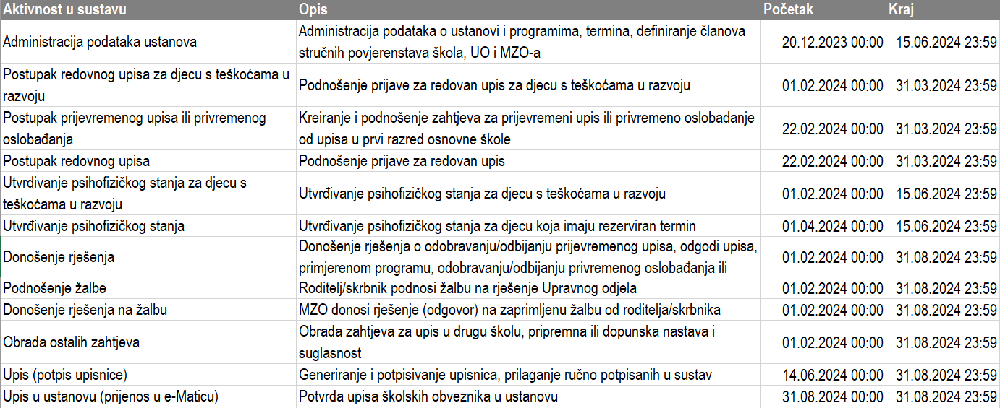 Aktivnost u sustavu Opis Početak Kraj
Administracija podataka ustanova
Administracija podataka o ustanovi i programima, termina, definiranje članova
stručnih povjerenstava škola, UO i MZO-a
20.12.2023 00:00 15.06.2024 23:59
Postupak redovnog upisa za djecu s teškoćama u
razvoju
Podnošenje prijave za redovan upis za djecu s teškoćama u razvoju
01.02.2024 00:00 31.03.2024 23:59
Postupak prijevremenog upisa ili privremenog
oslobađanja
Kreiranje i podnošenje zahtjeva za prijevremeni upis ili privremeno oslobađanje
od upisa u prvi razred osnovne škole
22.02.2024 00:00 31.03.2024 23:59
Postupak redovnog upisa Podnošenje prijave za redovan upis 22.02.2024 00:00 31.03.2024 23:59
Utvrđivanje psihofizičkog stanja za djecu s
teškoćama u razvoju
Utvrđivanje psihofizičkog stanja za djecu s teškoćama u razvoju
01.02.2024 00:00 15.06.2024 23:59
Utvrđivanje psihofizičkog stanja Utvrđivanje psihofizičkog stanja za djecu koja imaju rezerviran termin 01.04.2024 00:00 15.06.2024 23:59
Donošenje rješenja
Donošenje rješenja o odobravanju/odbijanju prijevremenog upisa, odgodi upisa,
primjerenom programu, odobravanju/odbijanju privremenog oslobađanja ili
01.02.2024 00:00 31.08.2024 23:59
Podnošenje žalbe Roditelj/skrbnik podnosi žalbu na rješenje Upravnog odjela 01.02.2024 00:00 31.08.2024 23:59
Donošenje rješenja na žalbu MZO donosi rješenje (odgovor) na zaprimljenu žalbu od roditelja/skrbnika 01.02.2024 00:00 31.08.2024 23:59
Obrada ostalih zahtjeva
Obrada zahtjeva za upis u drugu školu, pripremna ili dopunska nastava i
suglasnost
01.02.2024 00:00 31.08.2024 23:59
Upis (potpis upisnice) Generiranje i potpisivanje upisnica, prilaganje ručno potpisanih u sustav 14.06.2024 00:00 31.08.2024 23:59
Upis u ustanovu (prijenos u e-Maticu) Potvrda upisa školskih obveznika u ustanovu 31.08.2024 00:00 31.08.2024 23:59